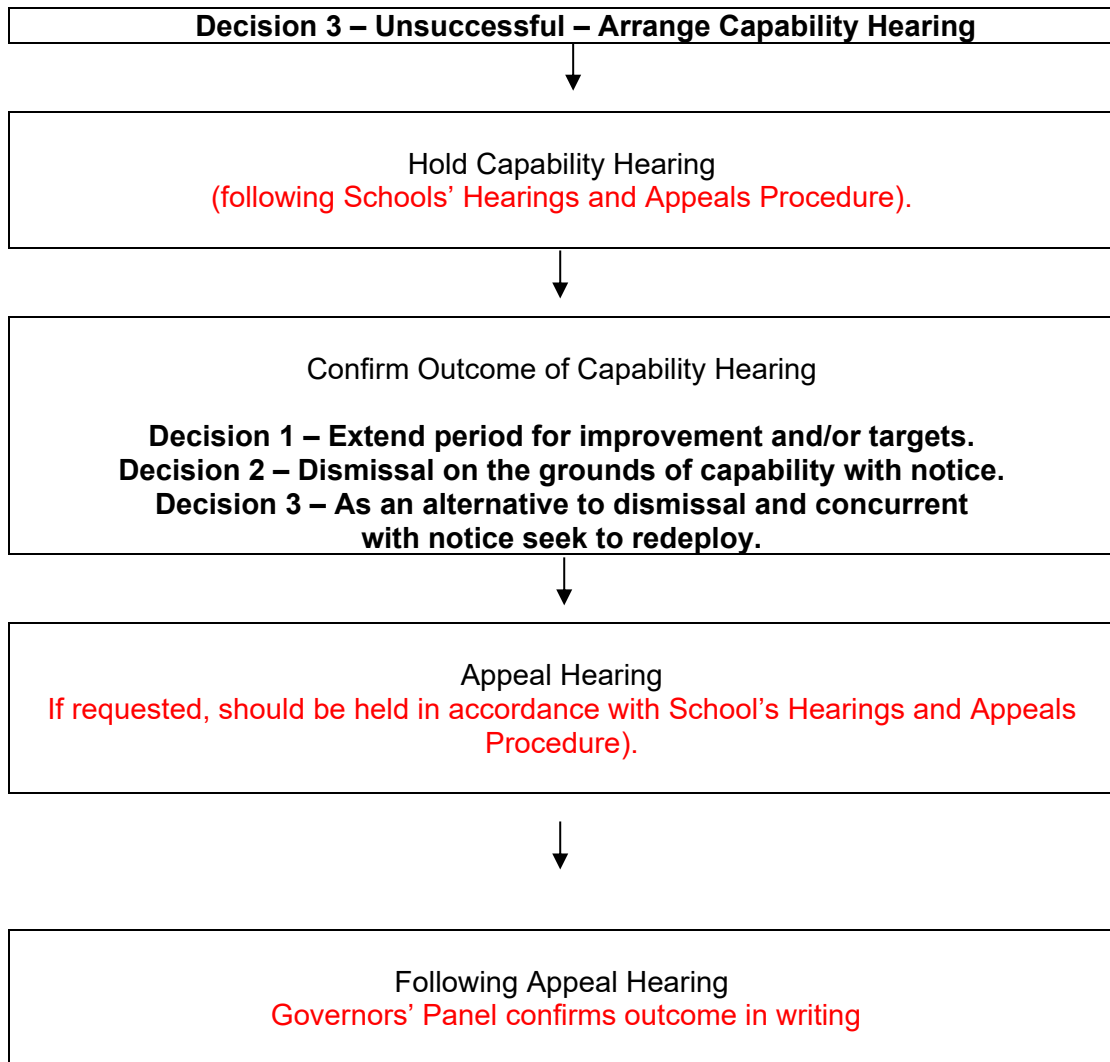 Decision 3 – Unsuccessful – Arrange Capability Hearing
Hold Capability Hearing
(following Schools’ Hearings and Appeals Procedure).
Confirm Outcome of Capability Hearing
Decision 1 – Extend period for improvement and/or targets.
Decision 2 – Dismissal on the grounds of capability with notice.
Decision 3 – As an alternative to dismissal and concurrent
with notice seek to redeploy.
Appeal Hearing
If requested, should be held in accordance with School’s Hearings and Appeals
Procedure).
Following Appeal Hearing
Governors’ Panel confirms outcome in writing